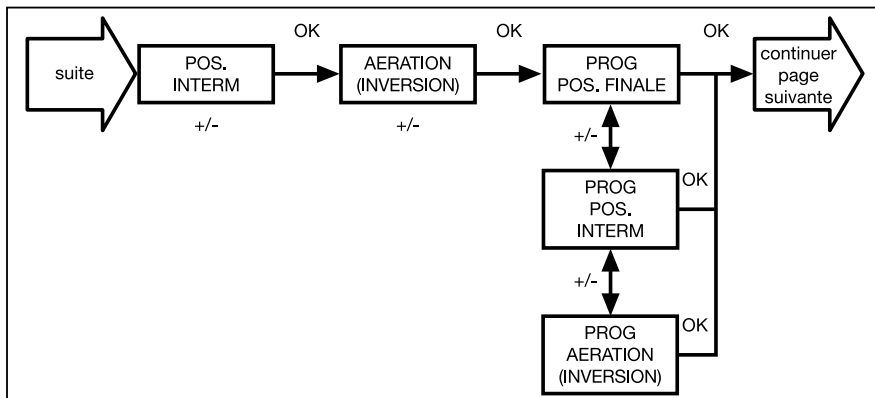 suite
POS.
INTERM
+/-
OK
AERATION
(INVERSION)
+/-
OK
PROG
POS. FINALE
OK
continuer
page
suivante
+/-
PROG
POS.
INTERM
OK
+/-
PROG
AERATION
(INVERSION)
OK